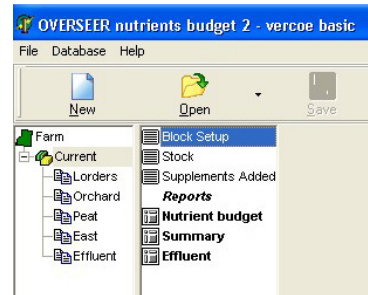 OVERSEER nutrients budget 2 - vercoe basic
File Database Help
New Open Save
Farm
Current
Lorders
Orchard
Peat
East
Effluent
Block Setup
Stock
Supplements Added
Reports
Nutrient budget
Summary
Effluent